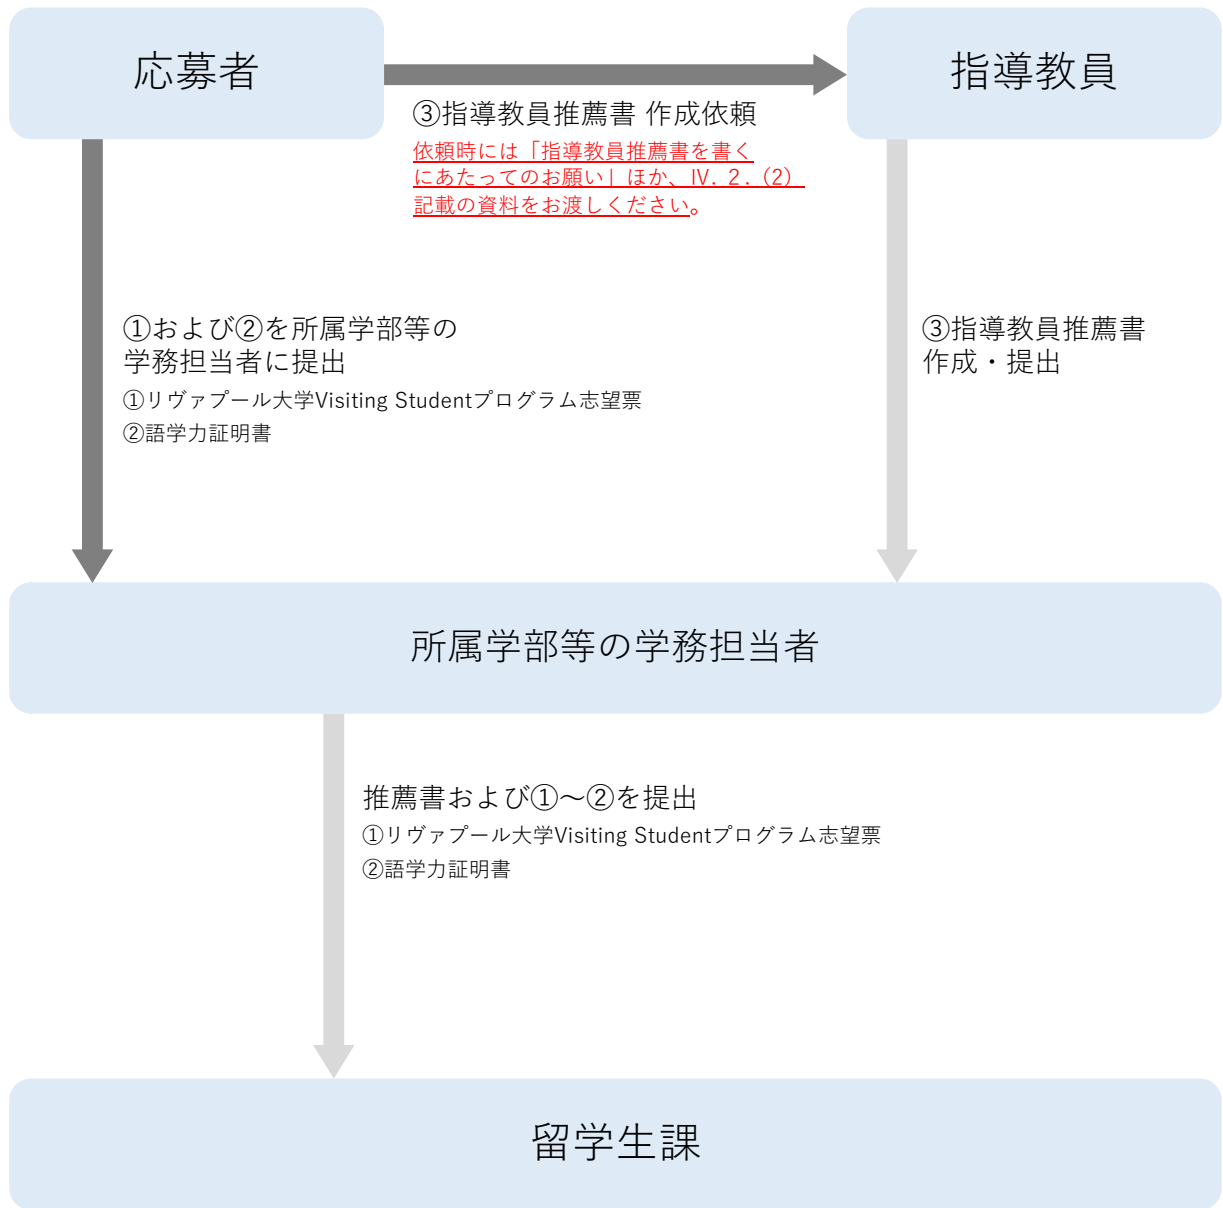 応募者
指導教員
③指導教員推薦書 作成依頼
依頼時には「指導教員推薦書を書く
にあたってのお願い」ほか、Ⅳ. 2.（2）
記載の資料をお渡しください。
①および②を所属学部等の
学務担当者に提出
①リヴァプール大学Visiting Studentプログラム志望票
②語学力証明書
③指導教員推薦書
作成・提出
所属学部等の学務担当者
推薦書および①～②を提出
①リヴァプール大学Visiting Studentプログラム志望票
②語学力証明書
留学生課